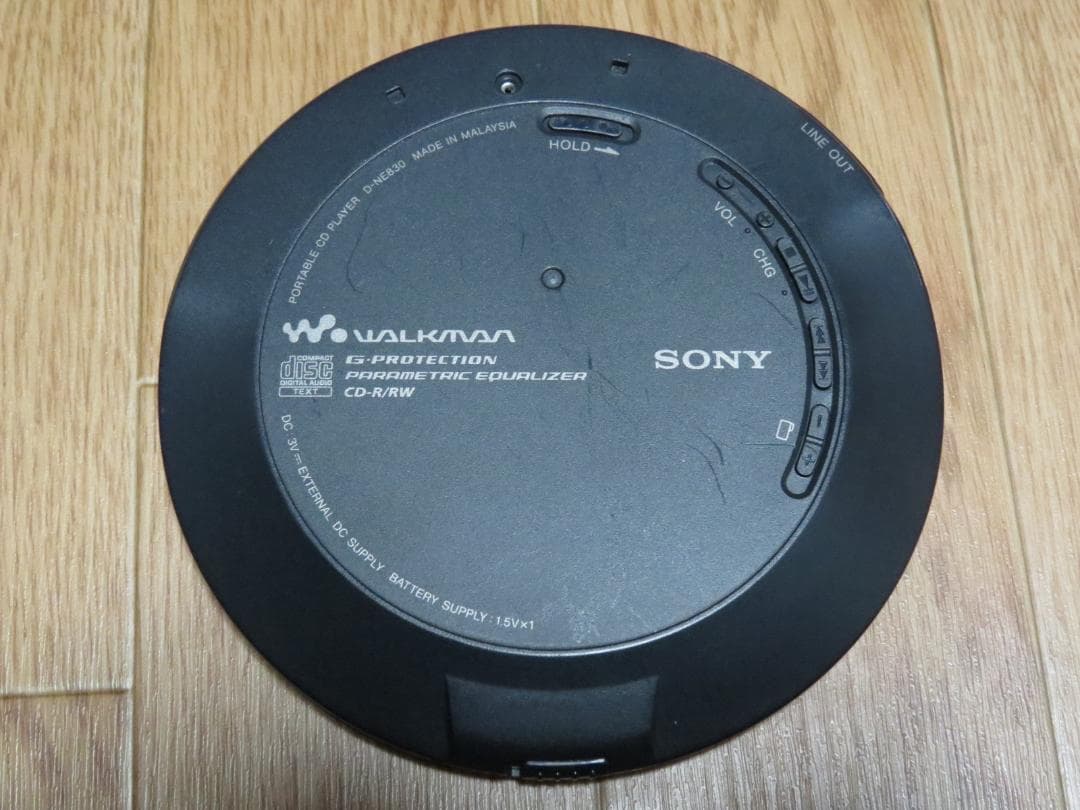 PORTABLE CD PLAYER D-NE830 MADE IN MALAYSIA
HOLD
LINE OUT
VOL
CHG
WALKMAN
G·PROTECTION
PARAMETRIC EQUALIZER
CD-R/RW
COMPACT
disc
DIGITAL AUDIO
TEXT
SONY
DC : 3V ⎓ EXTERNAL DC SUPPLY BATTERY SUPPLY : 1.5V×1